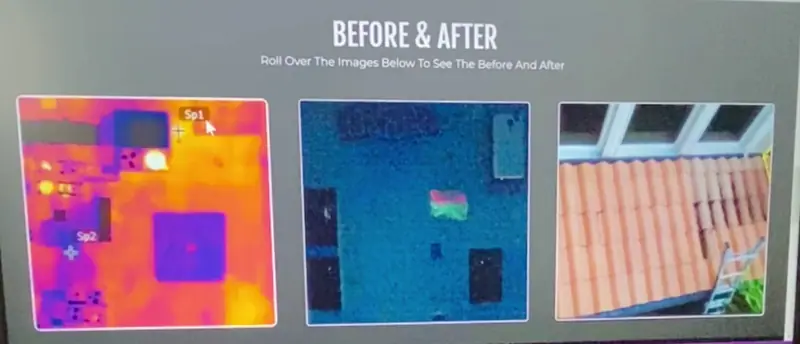 BEFORE & AFTER
Roll Over The Images Below To See The Before And After
Sp1
Sp2